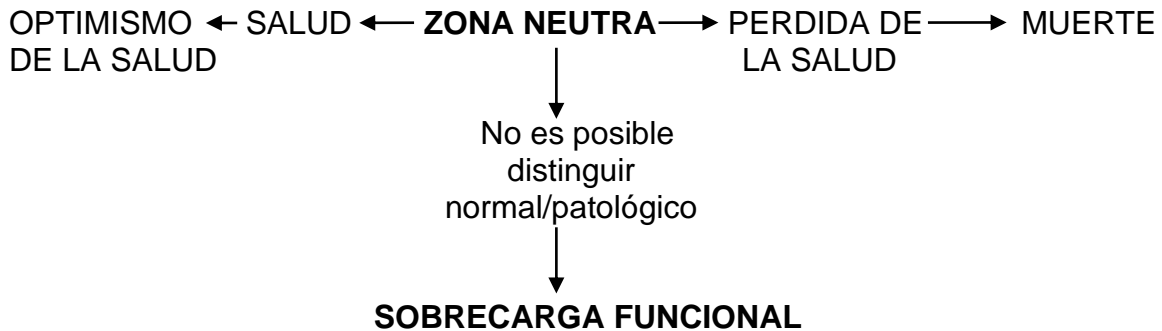 OPTIMISMO SALUD ZONA NEUTRA PERDIDA DE MUERTE
DE LA SALUD LA SALUD
No es posible
distinguir
normal/patológico
SOBRECARGA FUNCIONAL